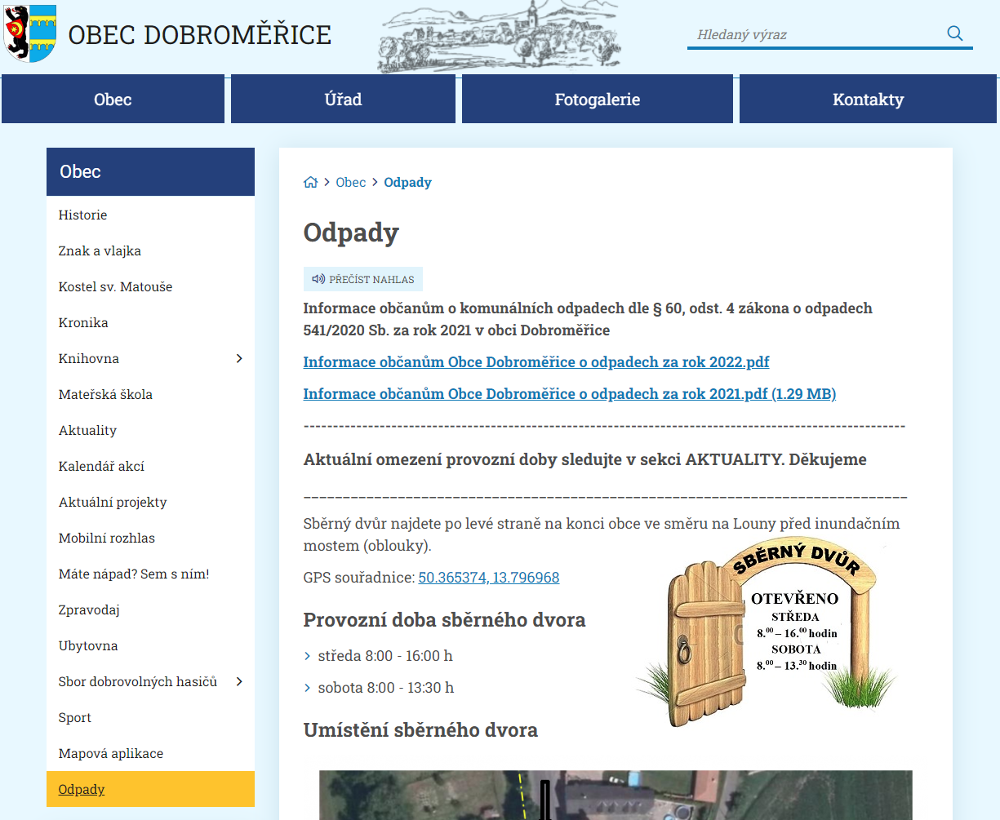 OBEC DOBROMĚŘICE
Hledaný výraz
Obec
Úřad
Fotogalerie
Kontakty
Obec
Historie
Znak a vlajka
Kostel sv. Matouše
Kronika
Knihovna
Mateřská škola
Aktuality
Kalendář akcí
Aktuální projekty
Mobilní rozhlas
Máte nápad? Sem s ním!
Zpravodaj
Ubytovna
Sbor dobrovolných hasičů
Sport
Mapová aplikace
Odpady
Obec
Odpady
Odpady
PŘEČÍST NAHLAS
Informace občanům o komunálních odpadech dle § 60, odst. 4 zákona o odpadech
541/2020 Sb. za rok 2021 v obci Dobroměřice
Informace občanům Obce Dobroměřice o odpadech za rok 2022.pdf
Informace občanům Obce Dobroměřice o odpadech za rok 2021.pdf (1.29 MB)
Aktuální omezení provozní doby sledujte v sekci AKTUALITY. Děkujeme
Sběrný dvůr najdete po levé straně na konci obce ve směru na Louny před inundačním
mostem (oblouky).
GPS souřadnice: 50.365374, 13.796968
SBĚRNÝ DVŮR
OTEVŘENO
STŘEDA
8.00 – 16.00 hodin
SOBOTA
8.00 – 13.30 hodin
Provozní doba sběrného dvora
středa 8:00 - 16:00 h
sobota 8:00 - 13:30 h
Umístění sběrného dvora